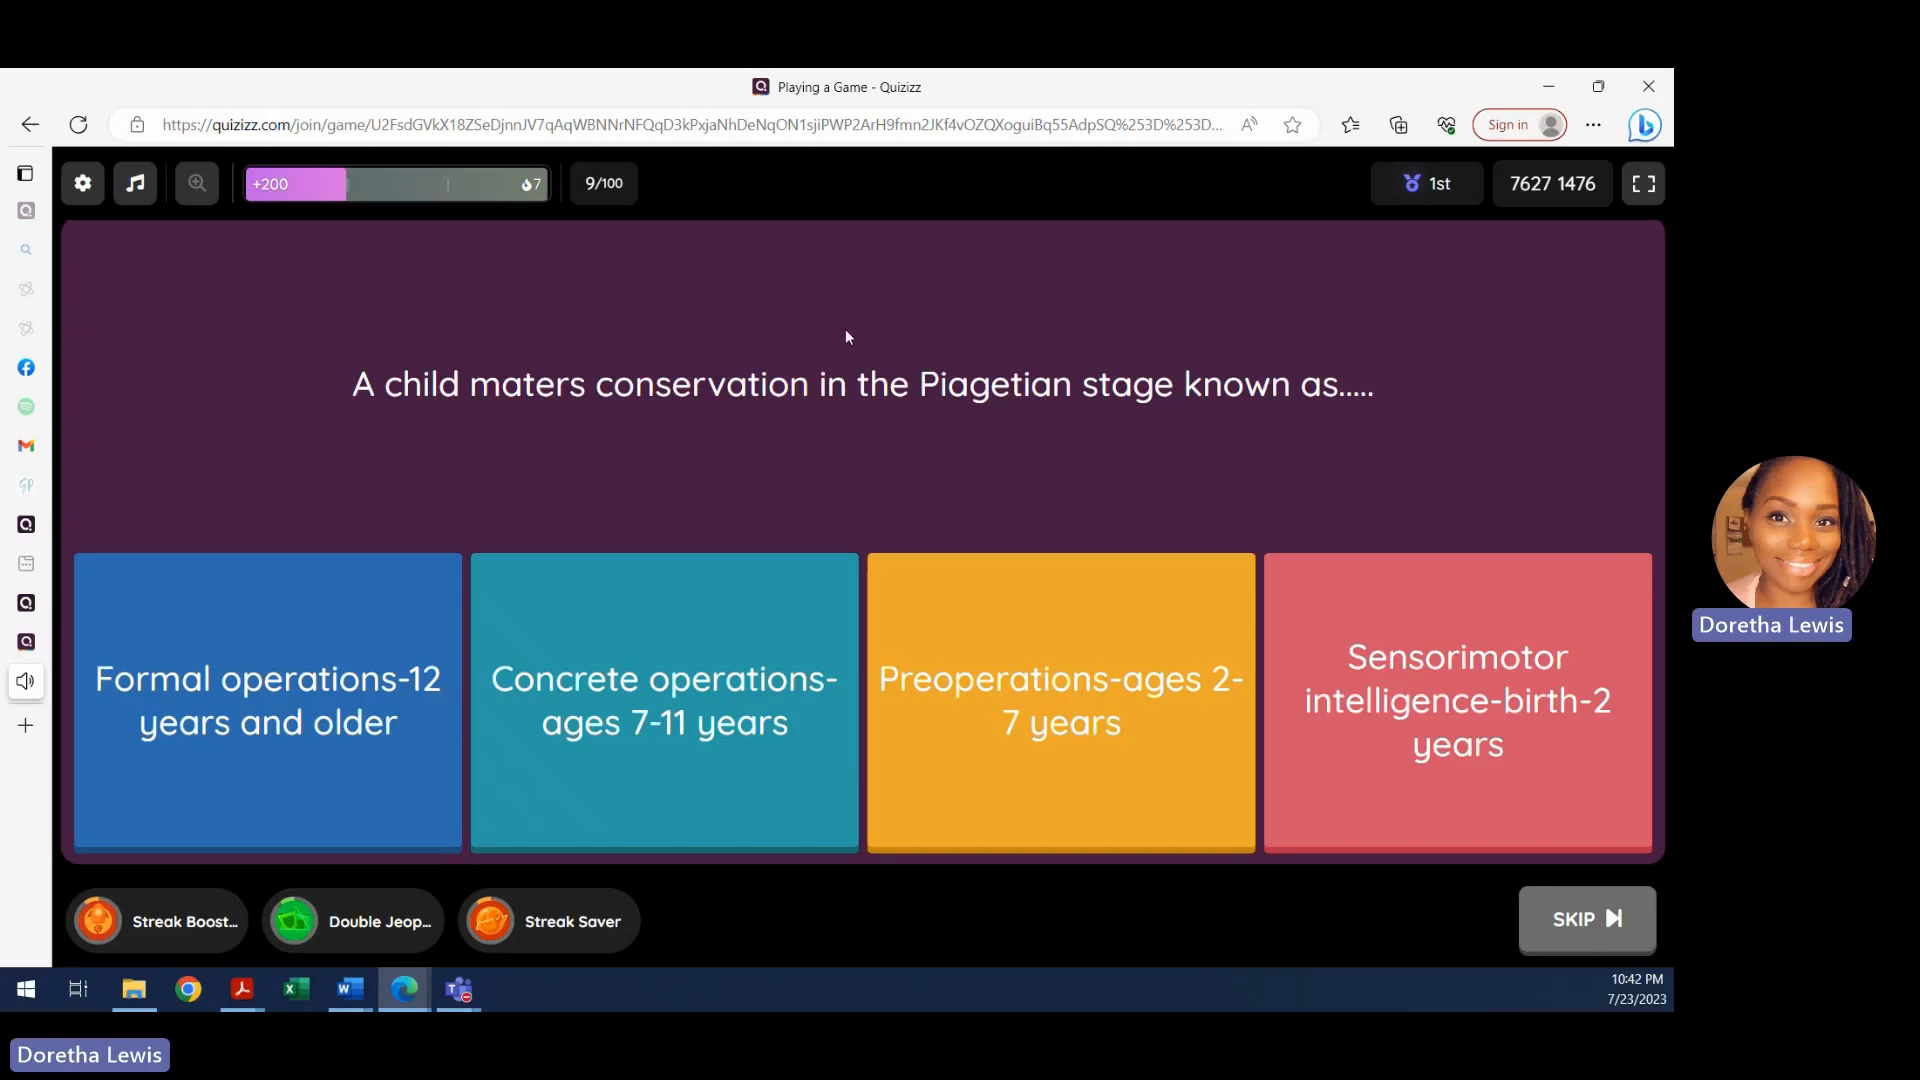 Playing a Game - Quizizz
https://quizizz.com/join/game/U2FsdGVkX18ZSeDjnnJV7qAqWBNNrNFQqD3kPxjaNhDeNqON1sjiPWP2ArH9fmn2JKf4vOZQXoguiBq55AdpSQ%253D%253D...
Sign in
+200
7
9/100
1st
7627 1476
A child maters conservation in the Piagetian stage known as.....
Formal operations-12
years and older
Concrete operations-
ages 7-11 years
Preoperations-ages 2-
7 years
Sensorimotor
intelligence-birth-2
years
Streak Boost...
Double Jeop...
Streak Saver
SKIP
10:42 PM
7/23/2023
Doretha Lewis
Doretha Lewis